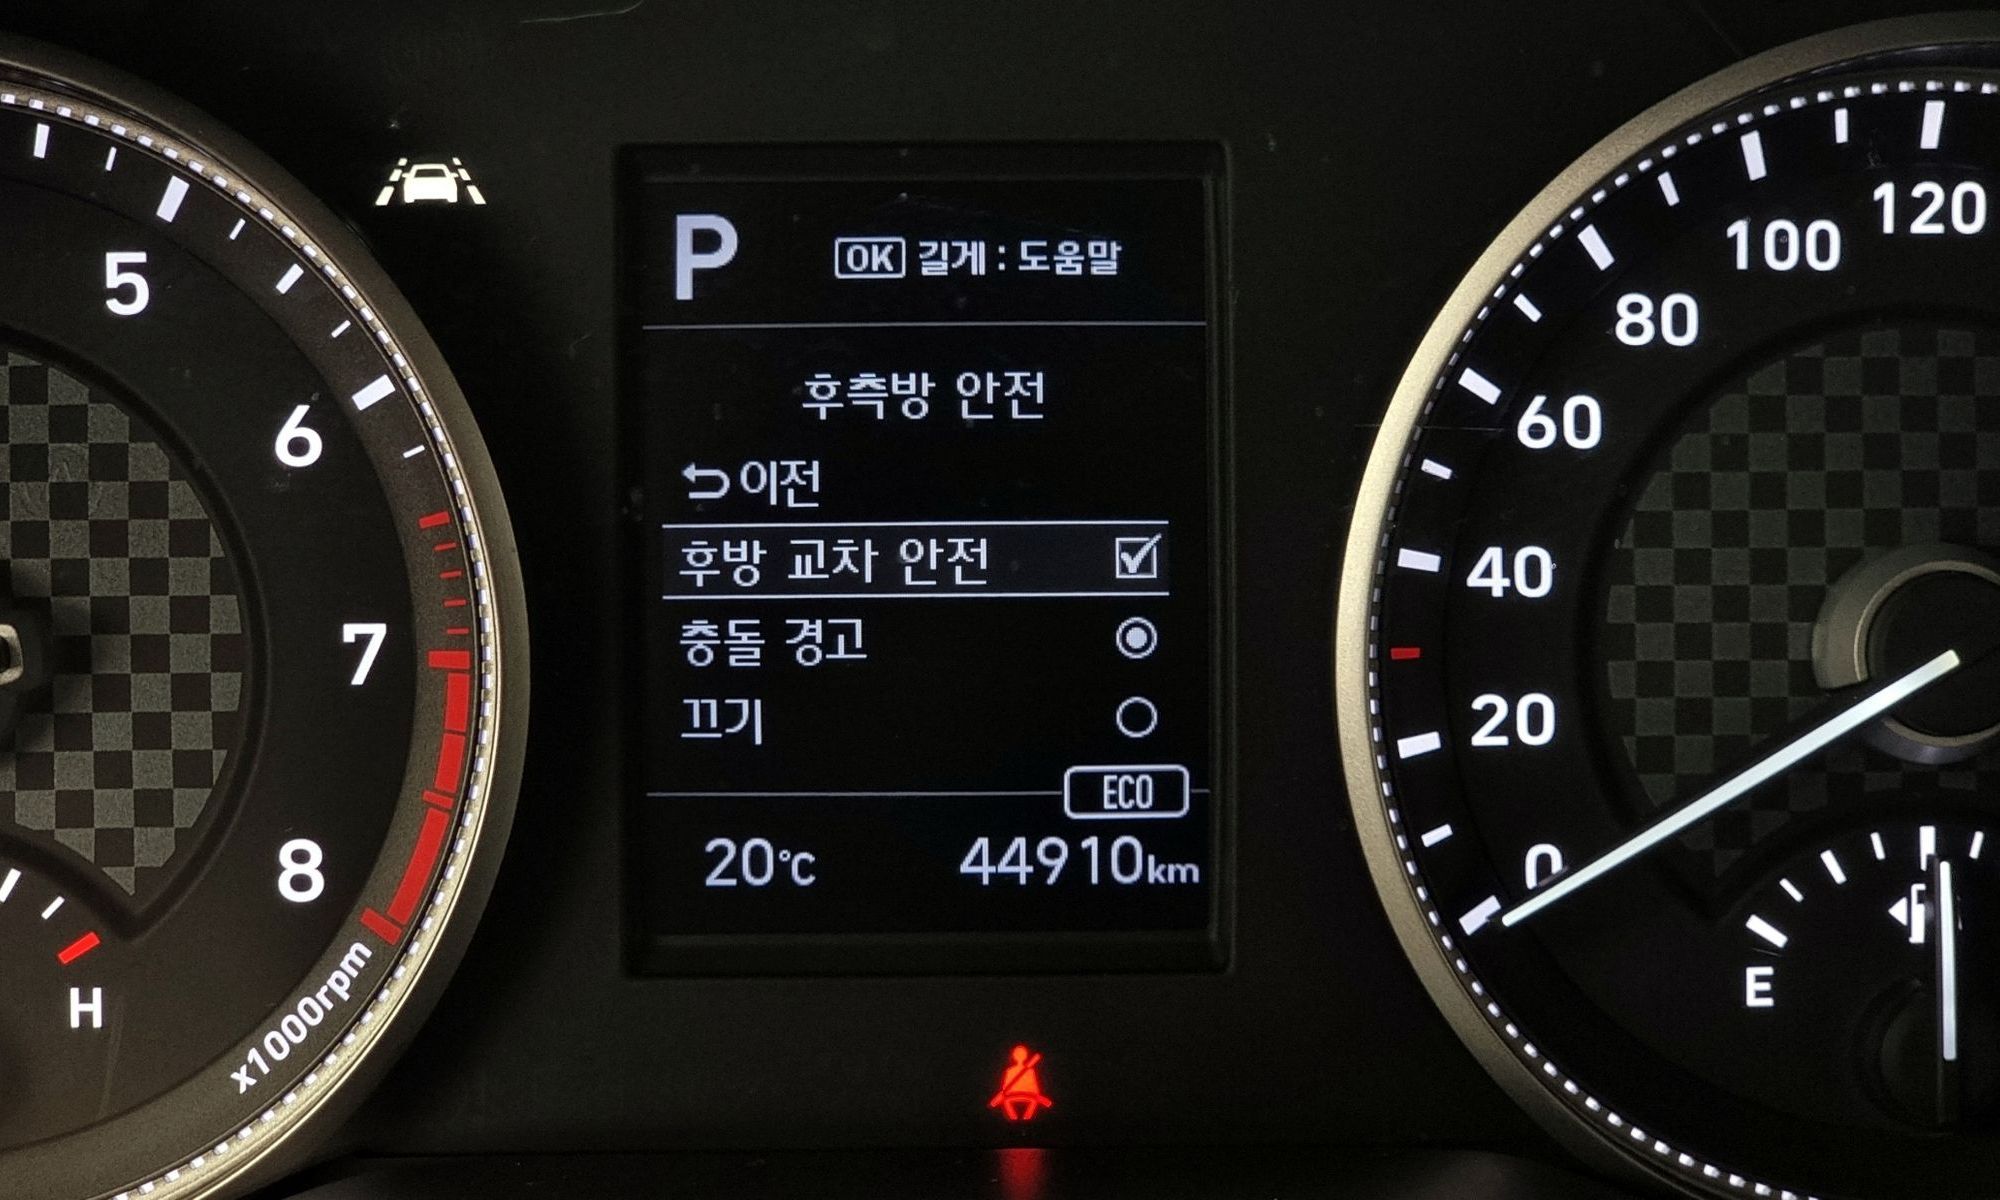 P
OK 길게 : 도움말
후측방 안전
이전
후방 교차 안전
충돌 경고
끄기
ECO
20°C 44910km
5
6
7
8
x1000rpm
H
0
20
40
60
80
100
120
E